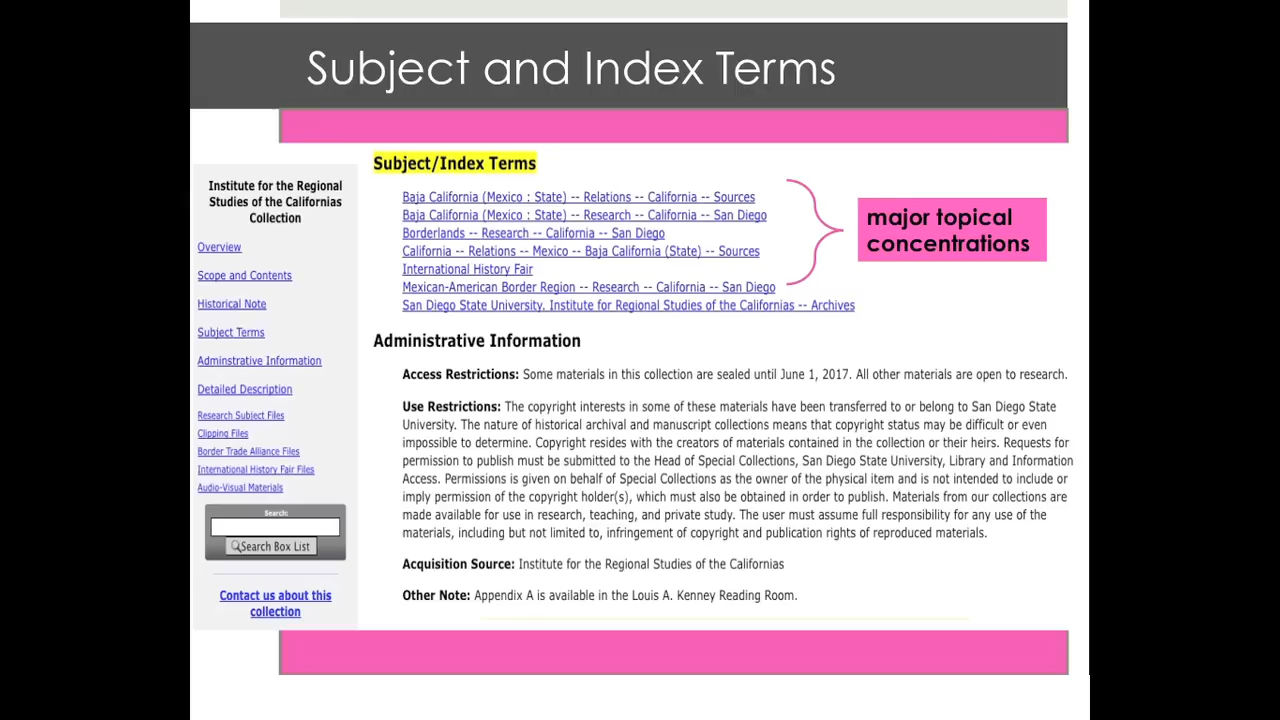 Subject and Index Terms
Institute for the Regional
Studies of the Californias
Collection
Overview
Scope and Contents
Historical Note
Subject Terms
Adminstrative Information
Detailed Description
Research Subject Files
Clipping Files
Border Trade Alliance Files
International History Fair Files
Audio-Visual Materials
Search:
Search Box List
Contact us about this
collection
Subject/Index Terms
Baja California (Mexico : State) -- Relations -- California -- Sources
Baja California (Mexico : State) -- Research -- California -- San Diego
Borderlands -- Research -- California -- San Diego
California -- Relations -- Mexico -- Baja California (State) -- Sources
International History Fair
Mexican-American Border Region -- Research -- California -- San Diego
San Diego State University. Institute for Regional Studies of the Californias -- Archives
major topical
concentrations
Administrative Information
Access Restrictions: Some materials in this collection are sealed until June 1, 2017. All other materials are open to research.
Use Restrictions: The copyright interests in some of these materials have been transferred to or belong to San Diego State
University. The nature of historical archival and manuscript collections means that copyright status may be difficult or even
impossible to determine. Copyright resides with the creators of materials contained in the collection or their heirs. Requests for
permission to publish must be submitted to the Head of Special Collections, San Diego State University, Library and Information
Access. Permissions is given on behalf of Special Collections as the owner of the physical item and is not intended to include or
imply permission of the copyright holder(s), which must also be obtained in order to publish. Materials from our collections are
made available for use in research, teaching, and private study. The user must assume full responsibility for any use of the
materials, including but not limited to, infringement of copyright and publication rights of reproduced materials.
Acquisition Source: Institute for the Regional Studies of the Californias
Other Note: Appendix A is available in the Louis A. Kenney Reading Room.